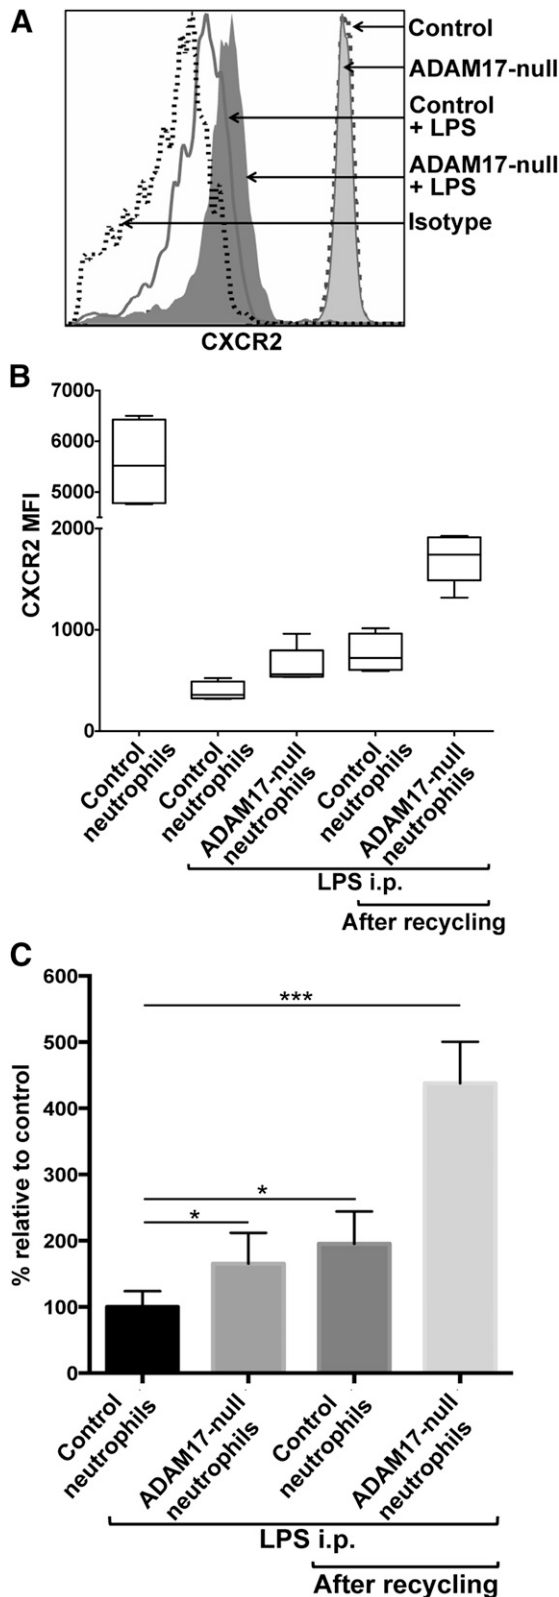 A
Control
ADAM17-null
Control
+ LPS
ADAM17-null
+ LPS
Isotype
CXCR2
B
CXCR2 MFI
7000
6000
5000
2000
1000
0
Control
neutrophils
Control
neutrophils
ADAM17-null
neutrophils
Control
neutrophils
ADAM17-null
neutrophils
LPS i.p.
After recycling
C
% relative to control
600
500
400
300
200
100
0
***
*
*
Control
neutrophils
ADAM17-null
neutrophils
Control
neutrophils
ADAM17-null
neutrophils
LPS i.p.
After recycling